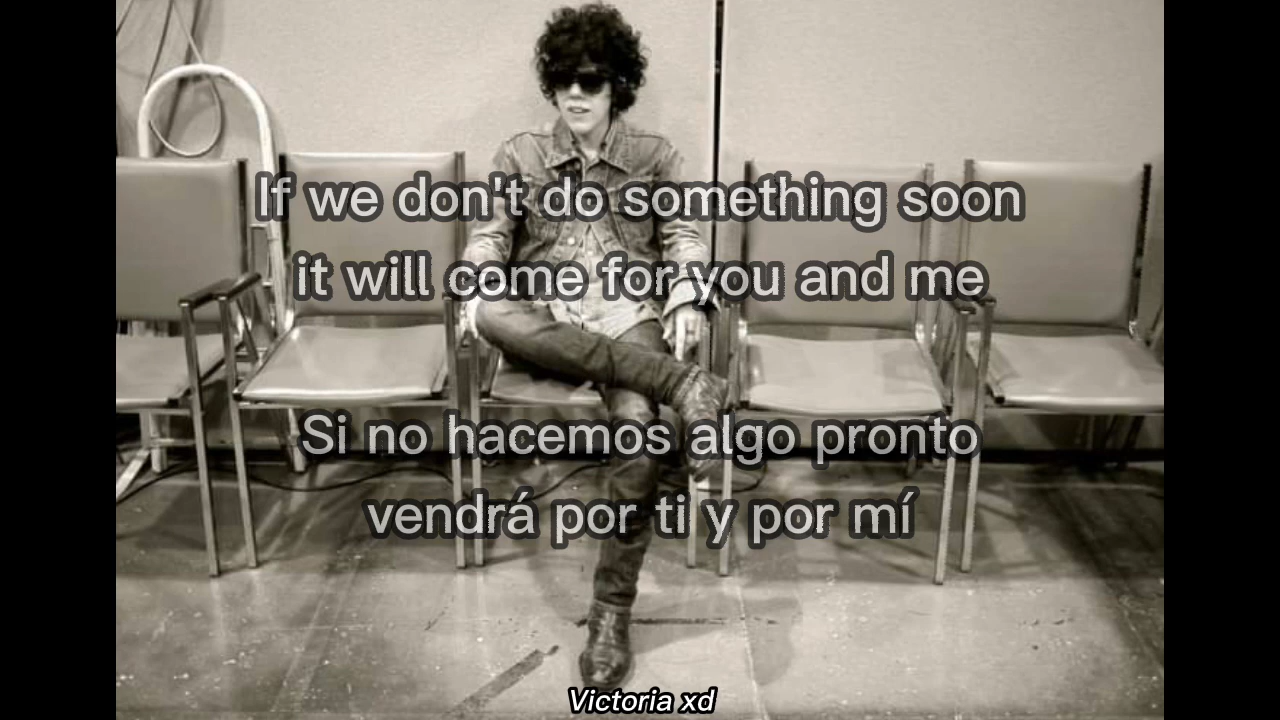 If we don't do something soon
it will come for you and me
Si no hacemos algo pronto
vendrá por ti y por mí
Victoria xd